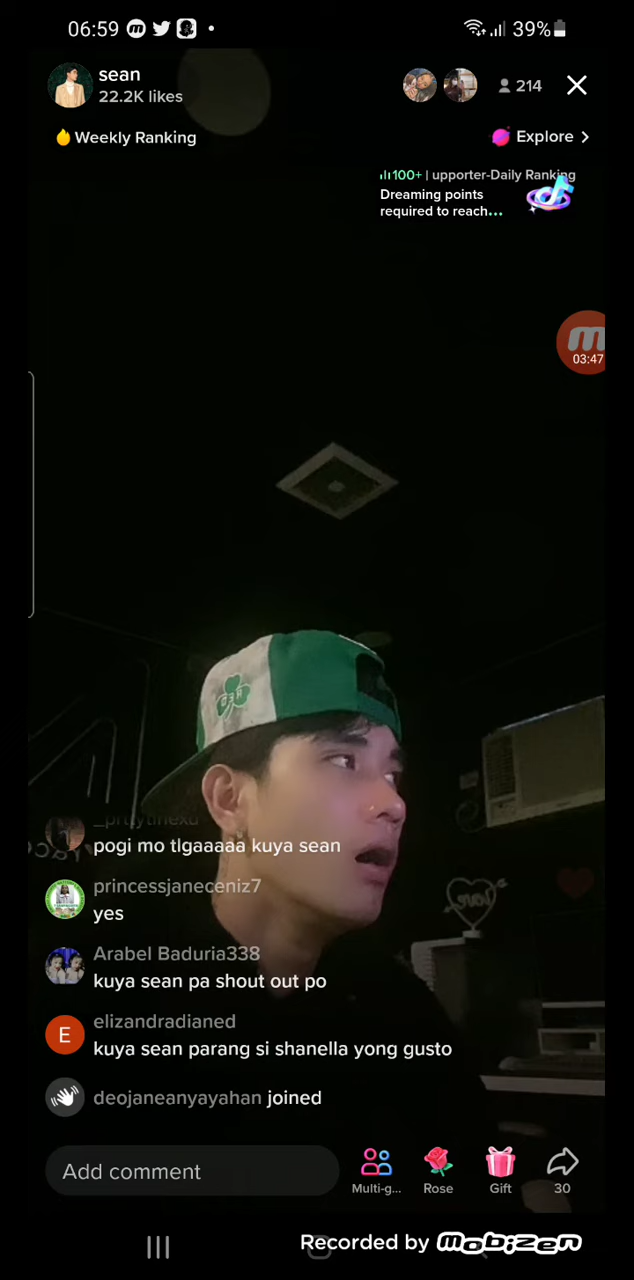 06:59
39%
sean
22.2K likes
214
Weekly Ranking
Explore
100+ | upporter-Daily Ranking
Dreaming points
required to reach...
03:47
pogi mo tlgaaaaa kuya sean
princessjaneceniz7
yes
Arabel Baduria338
kuya sean pa shout out po
E
elizandradianed
kuya sean parang si shanella yong gusto
deojaneanyayahan joined
Add comment
Multi-g...
Rose
Gift
30
Recorded by mobizen